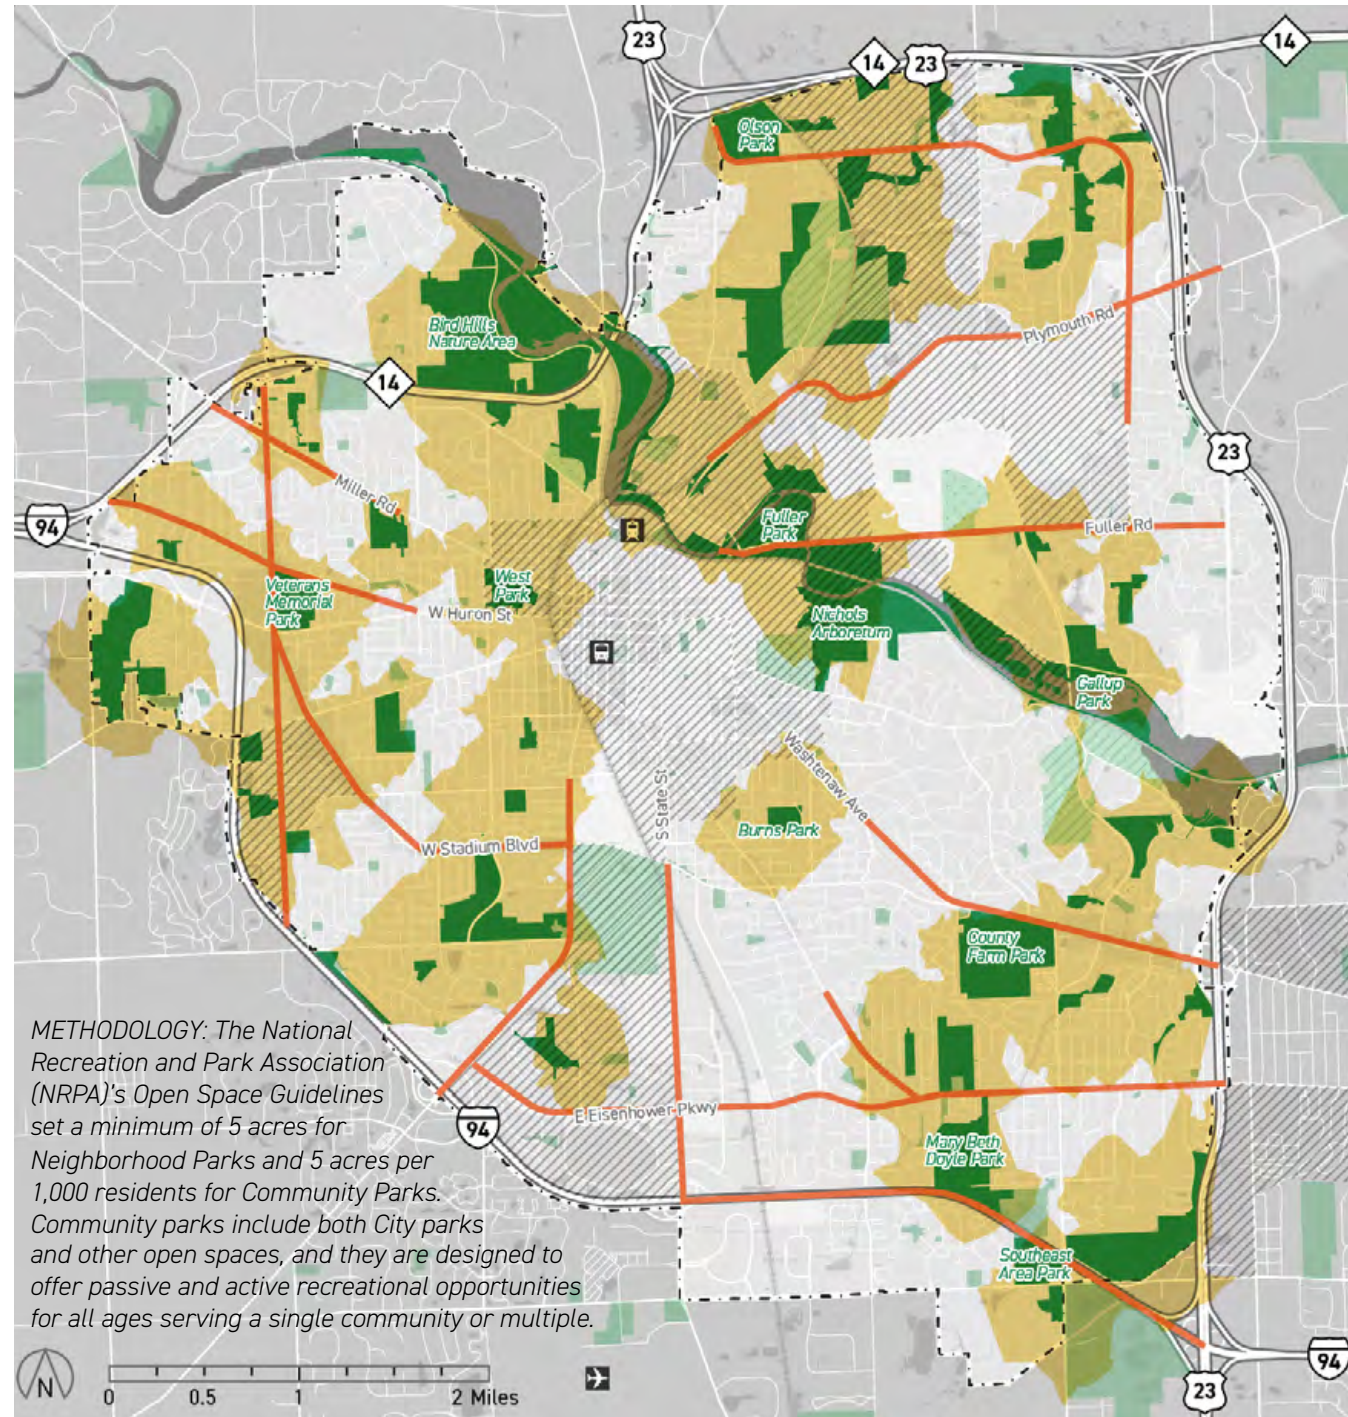 23
14
23
14
Olson
Park
Bird Hills
Nature Area
Plymouth Rd
14
23
Miller Rd
94
Fuller
Park
Fuller Rd
Veterans
Memorial
Park
West
Park
W Huron St
Nichols
Arboretum
Gallup
Park
Washtenaw Ave
S State St
Burns Park
W Stadium Blvd
County
Farm Park
METHODOLOGY: The National
Recreation and Park Association
(NRPA)'s Open Space Guidelines
set a minimum of 5 acres for
Neighborhood Parks and 5 acres per
1,000 residents for Community Parks.
Community parks include both City parks
and other open spaces, and they are designed to
offer passive and active recreational opportunities
for all ages serving a single community or multiple.
E Eisenhower Pkwy
94
Mary Beth
Doyle Park
Southeast
Area Park
94
23
N
0 0.5 1 2 Miles